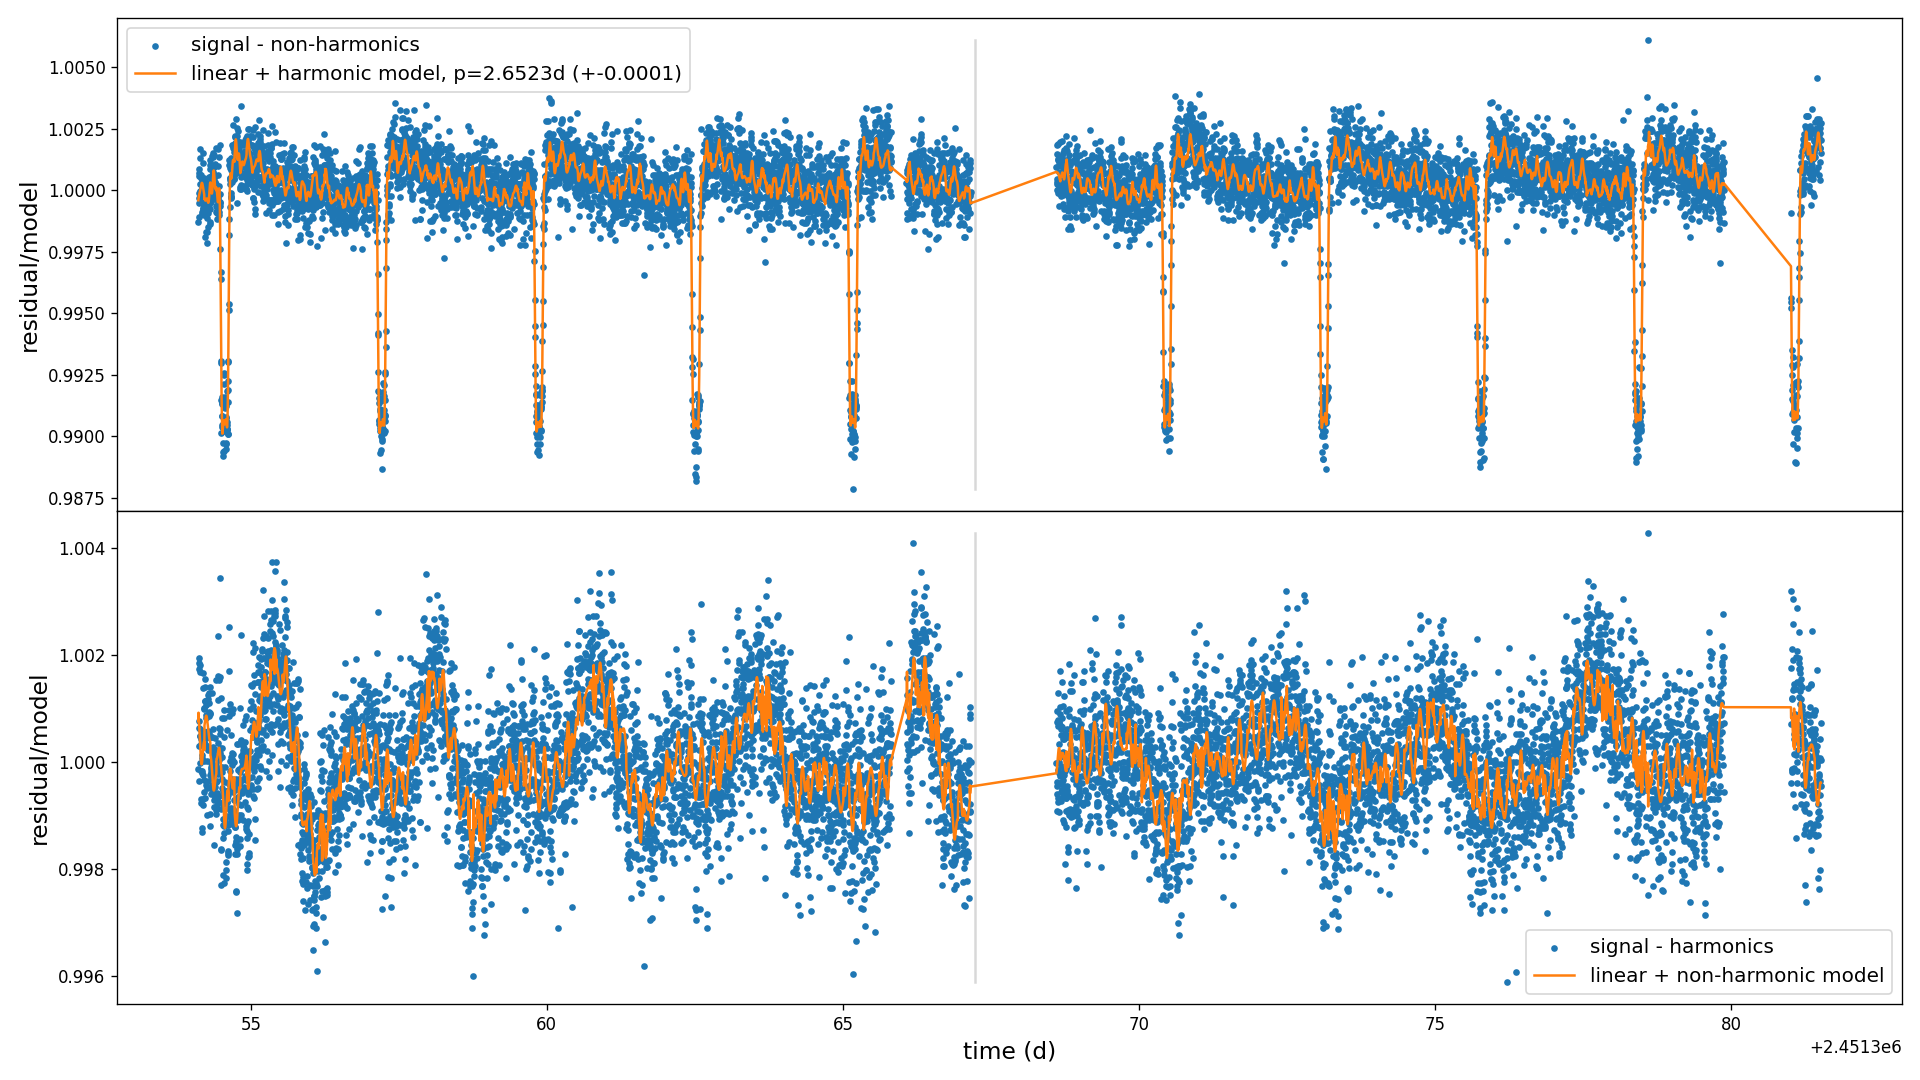 signal - non-harmonics
linear + harmonic model, p=2.6523d (+-0.0001)
1.0050
1.0025
1.0000
0.9975
0.9950
0.9925
0.9900
0.9875
residual/model
1.004
1.002
1.000
0.998
0.996
residual/model
signal - harmonics
linear + non-harmonic model
55
60
65
70
75
80
time (d)
+2.4513e6